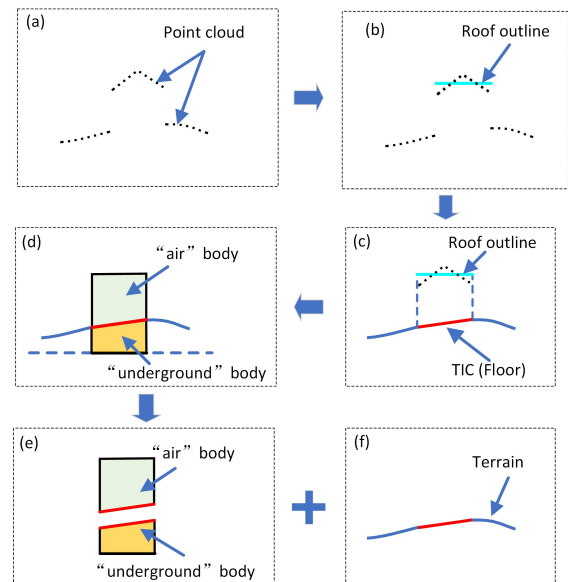 (a)
Point cloud
(b)
Roof outline
(d)
“air” body
“underground” body
(c)
Roof outline
TIC (Floor)
(e)
“air” body
“underground” body
(f)
Terrain